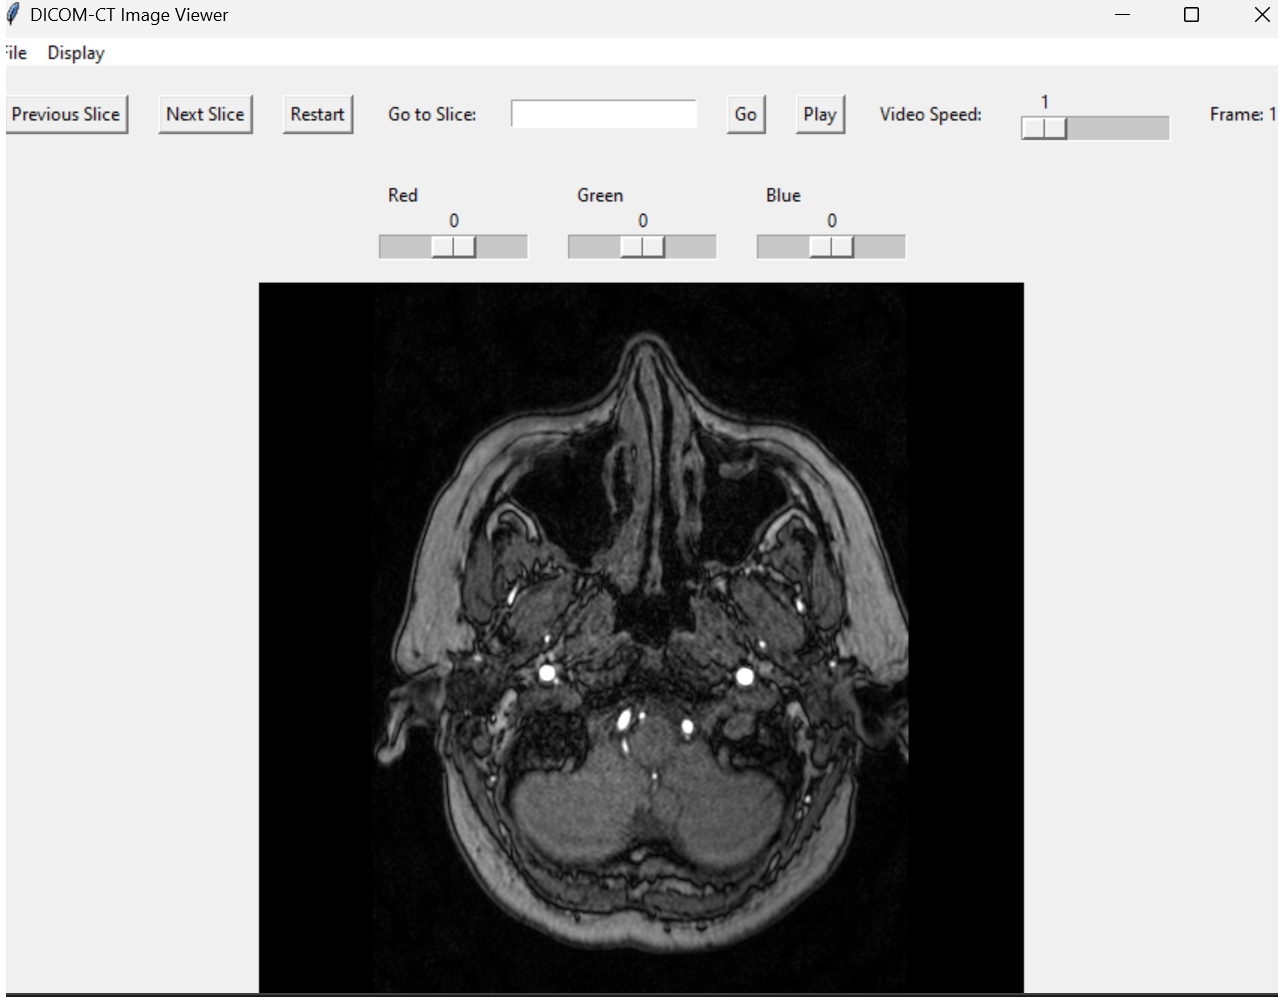 DICOM-CT Image Viewer
File Display
Previous Slice Next Slice Restart Go to Slice: Go Play Video Speed: 1 Frame: 1
Red Green Blue
0 0 0